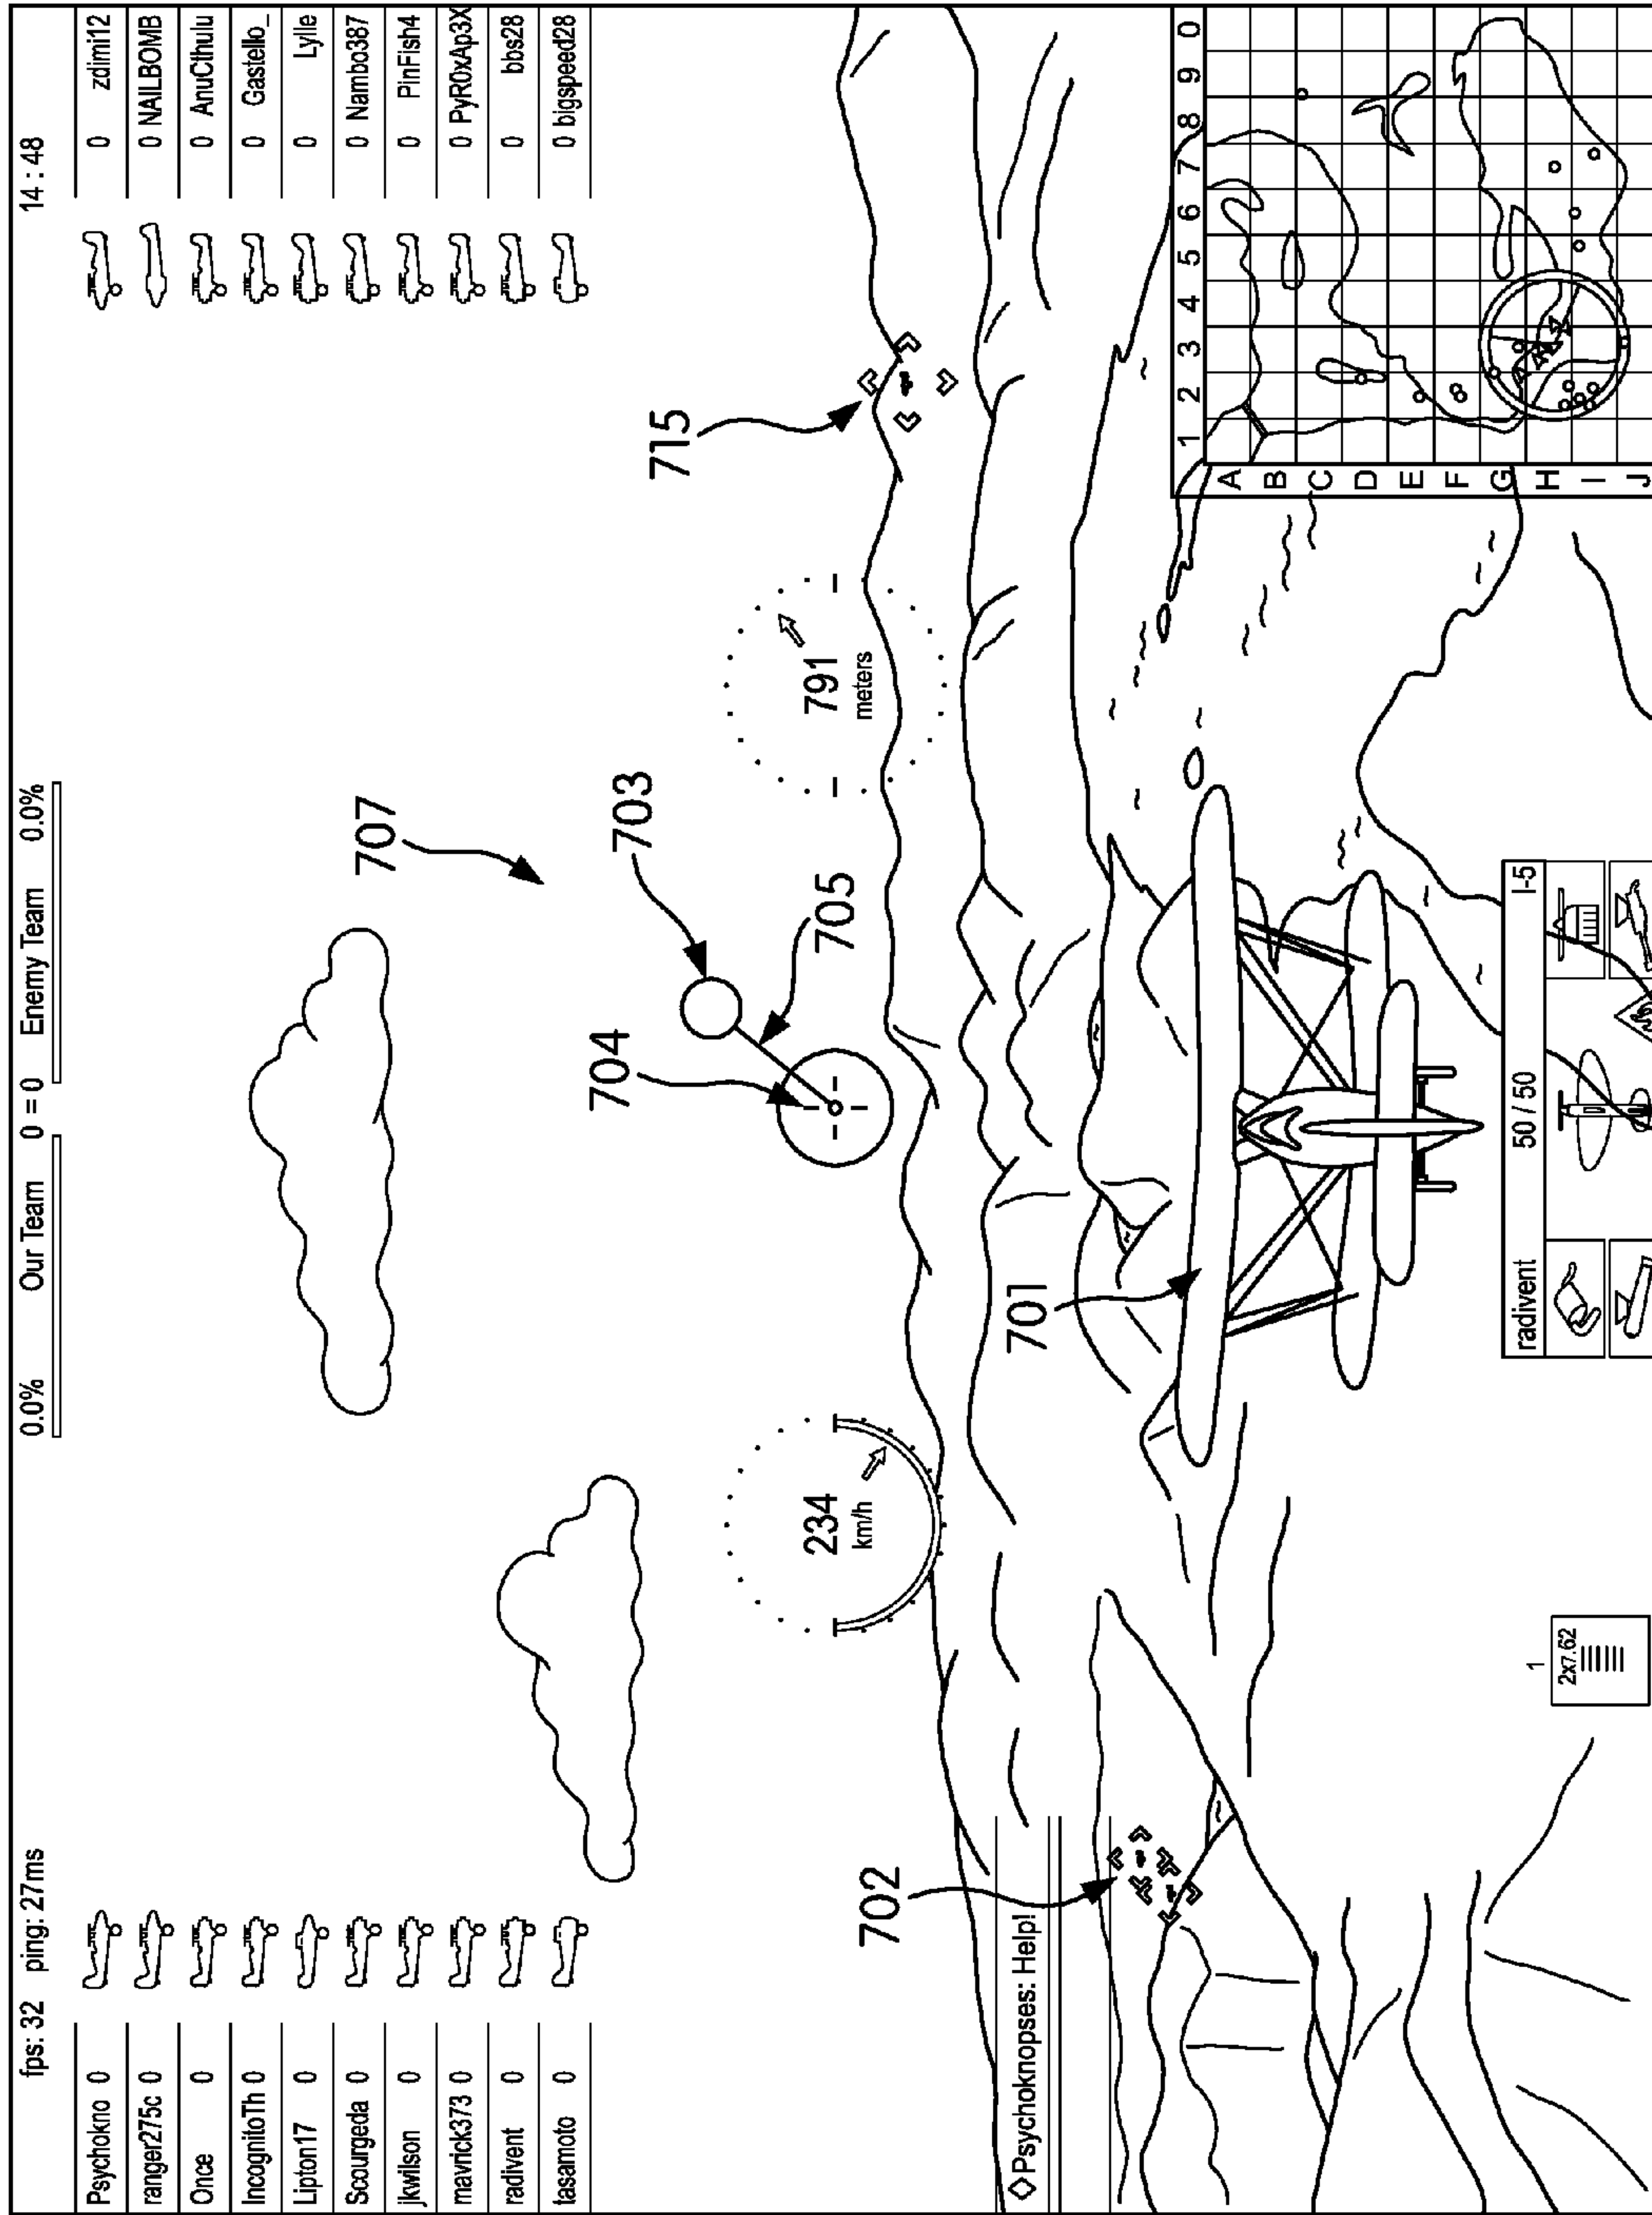 fps: 32 ping: 27ms
0.0% Our Team 0 = 0 Enemy Team 0.0%
14 : 48
Psychokno 0
ranger275c 0
Once 0
IncognitoTh 0
Lipton17 0
Scourgeda 0
jkwilson 0
mavrick373 0
radivent 0
tasamoto 0
0 zdimi12
0 NAILBOMB
0 AnuCthulu
0 Gastello_
0 Lylle
0 Nambo387
0 PinFish4
0 PyR0xAp3X
0 bbs28
0 bigspeed28
707
703
704
705
715
234
km/h
791
meters
702
701
Psychoknopses: Help!
1
2x7.62
radivent 50 / 50 I-5
1 2 3 4 5 6 7 8 9 0
A
B
C
D
E
F
G
H
I
J